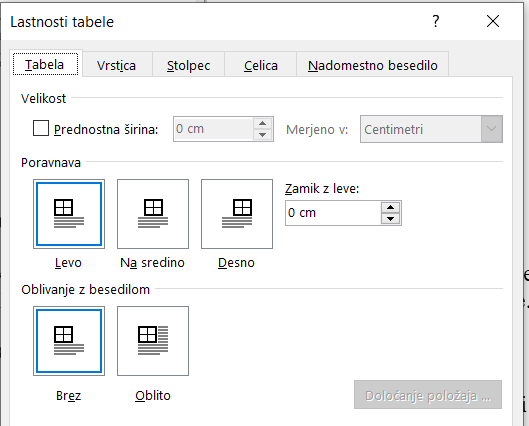 Lastnosti tabele ? ×
Tabela Vrstica Stolpec Celica Nadomestno besedilo
Velikost
Prednostna širina: 0 cm Merjeno v: Centimetri
Poravnava
Zamik z leve:
0 cm
Levo Na sredino Desno
Oblivanje z besedilom
Brez Oblito
Določanje položaja ...